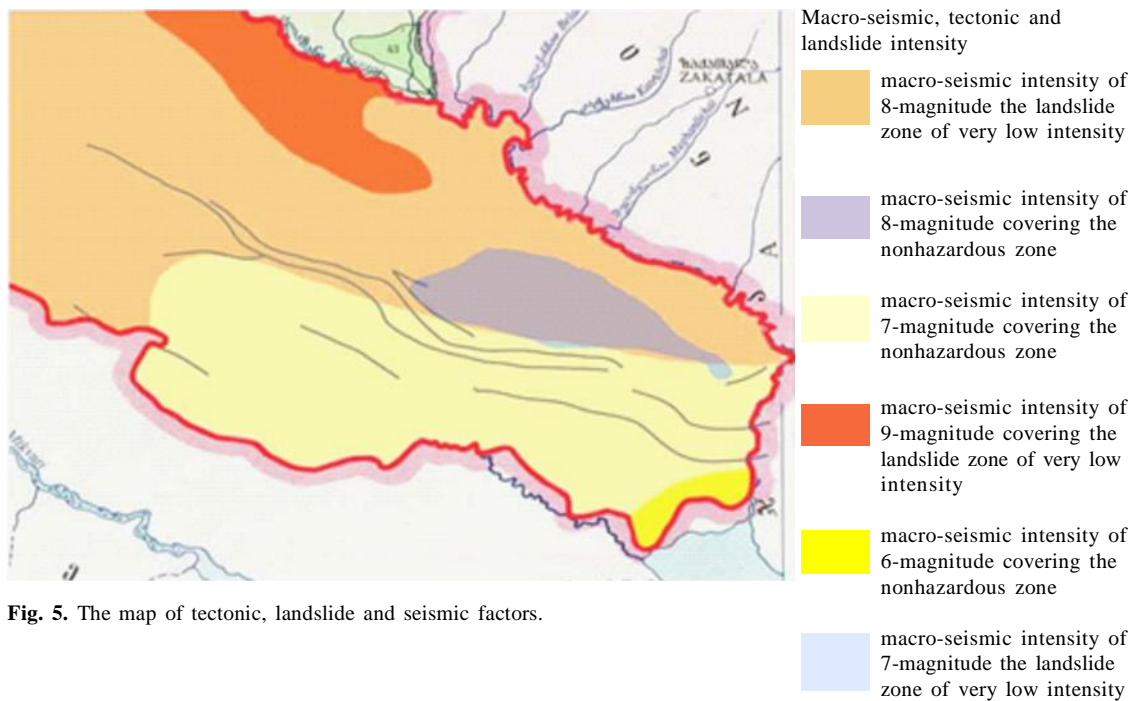 43
ZAKATALA
Macro-seismic, tectonic and
landslide intensity
macro-seismic intensity of
8-magnitude the landslide
zone of very low intensity
macro-seismic intensity of
8-magnitude covering the
nonhazardous zone
macro-seismic intensity of
7-magnitude covering the
nonhazardous zone
macro-seismic intensity of
9-magnitude covering the
landslide zone of very low
intensity
macro-seismic intensity of
6-magnitude covering the
nonhazardous zone
macro-seismic intensity of
7-magnitude the landslide
zone of very low intensity
Fig. 5. The map of tectonic, landslide and seismic factors.